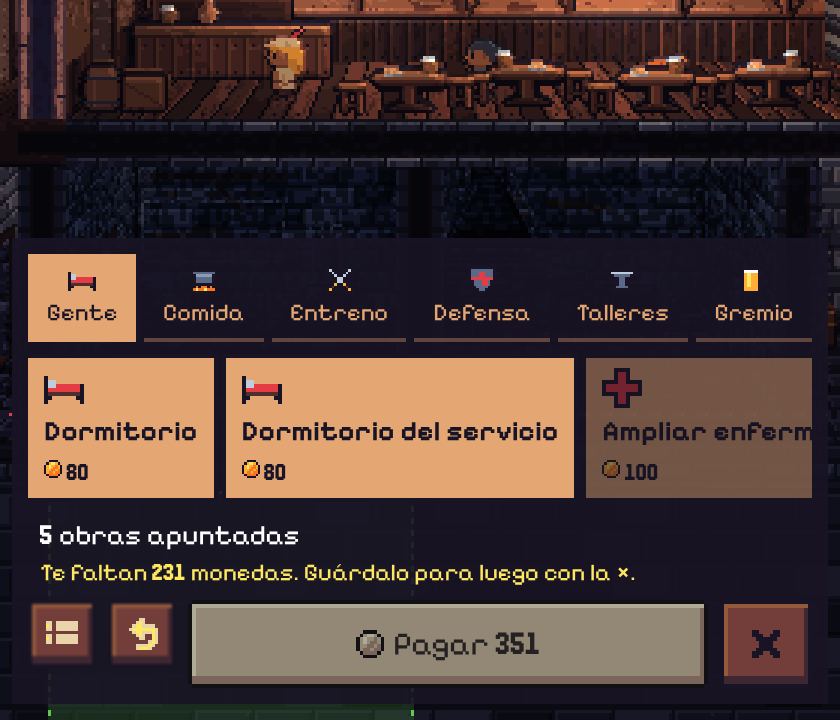 Gente Comida Entreno Defensa Talleres Gremio
Dormitorio Dormitorio del servicio Ampliar enferm
80 80 100
5 obras apuntadas
Te faltan 231 monedas. Guárdalo para luego con la ×.
Pagar 351